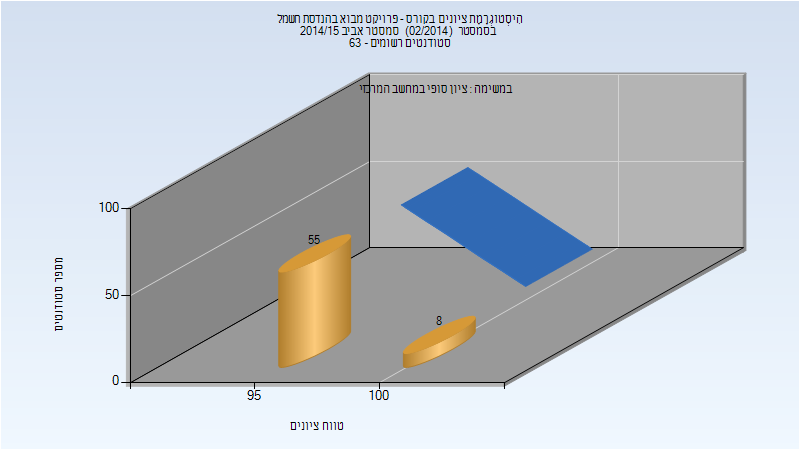 היסטוגרמת ציונים בקורס - פרויקט מבוא בהנדסת חשמל
בסמסטר (02/2014) סמסטר אביב 2014/15
סטודנטים רשומים - 63
במשימה : ציון סופי במחשב המרכזי
100
50
0
55
8
95
100
מספר סטודנטים
טווח ציונים